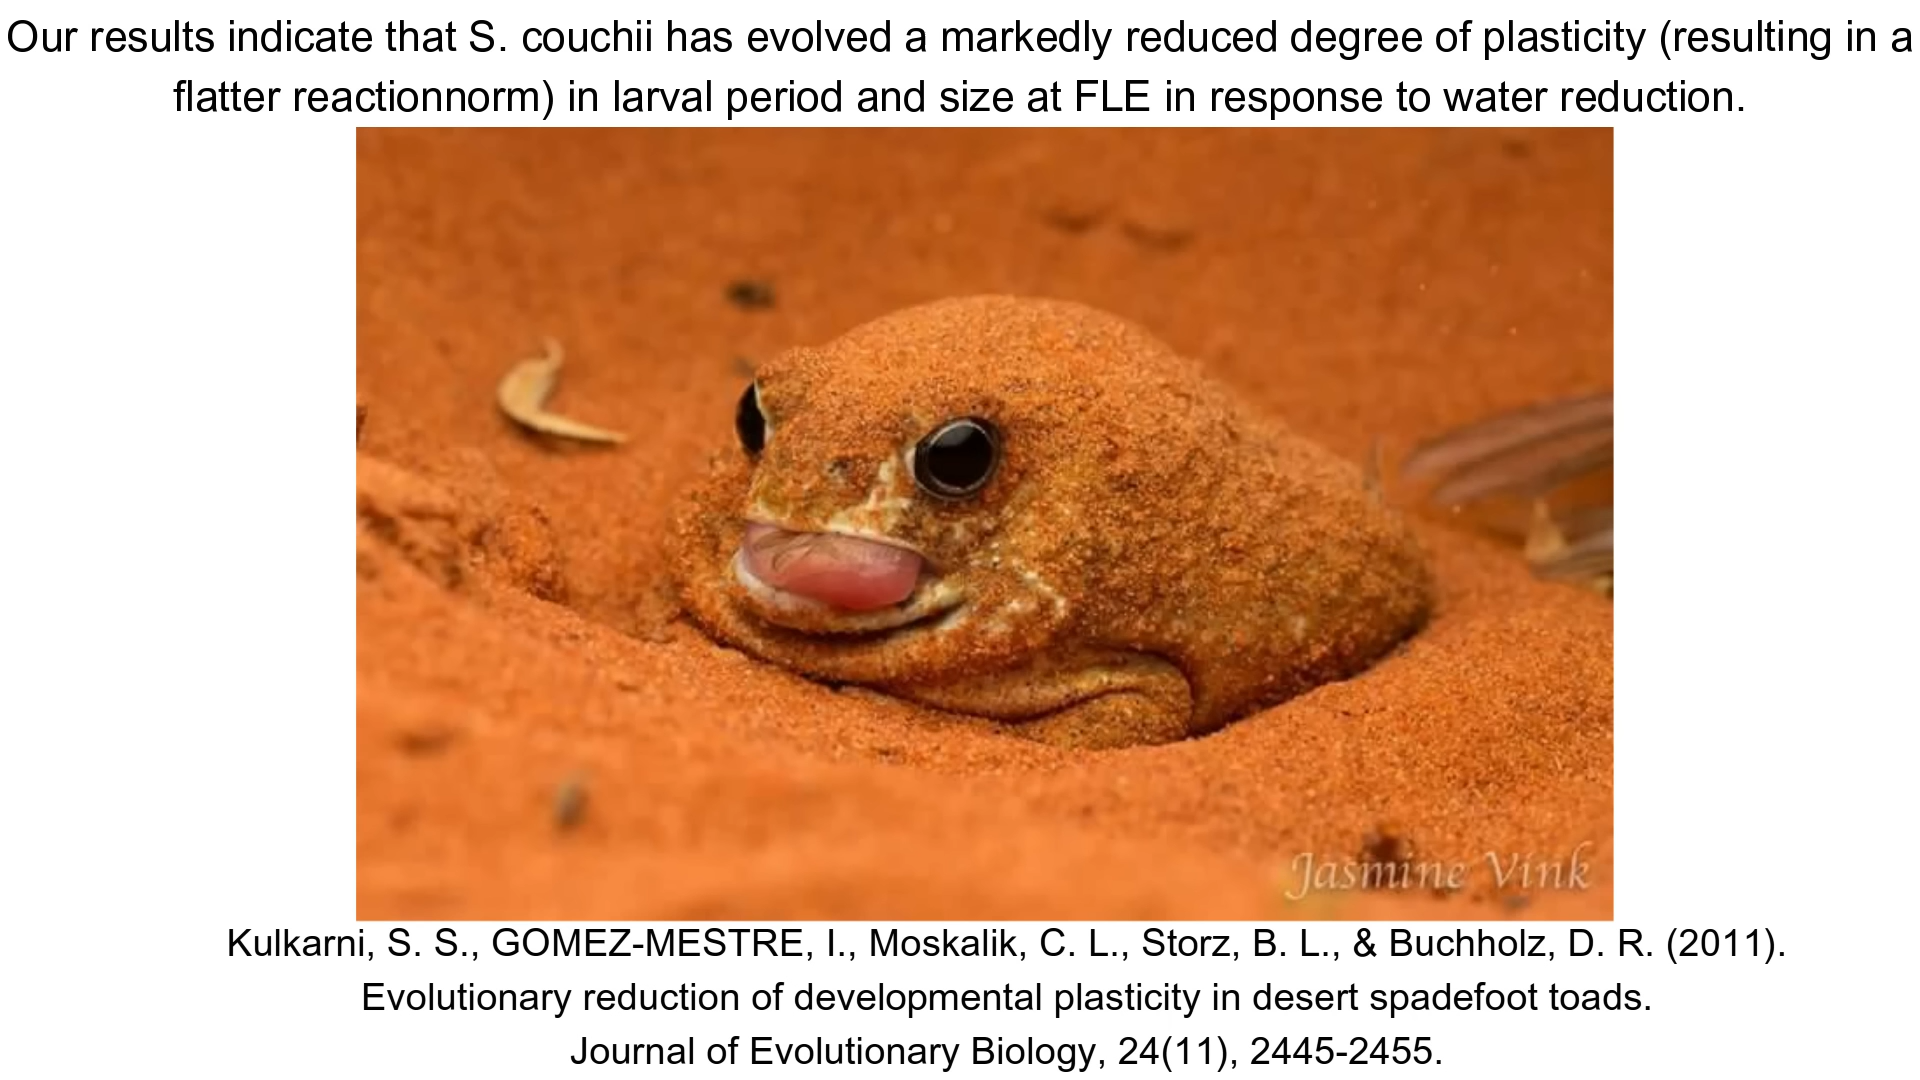 Our results indicate that S. couchii has evolved a markedly reduced degree of plasticity (resulting in a
flatter reactionnorm) in larval period and size at FLE in response to water reduction.
Jasmine Vink
Kulkarni, S. S., GOMEZ-MESTRE, I., Moskalik, C. L., Storz, B. L., & Buchholz, D. R. (2011).
Evolutionary reduction of developmental plasticity in desert spadefoot toads.
Journal of Evolutionary Biology, 24(11), 2445-2455.